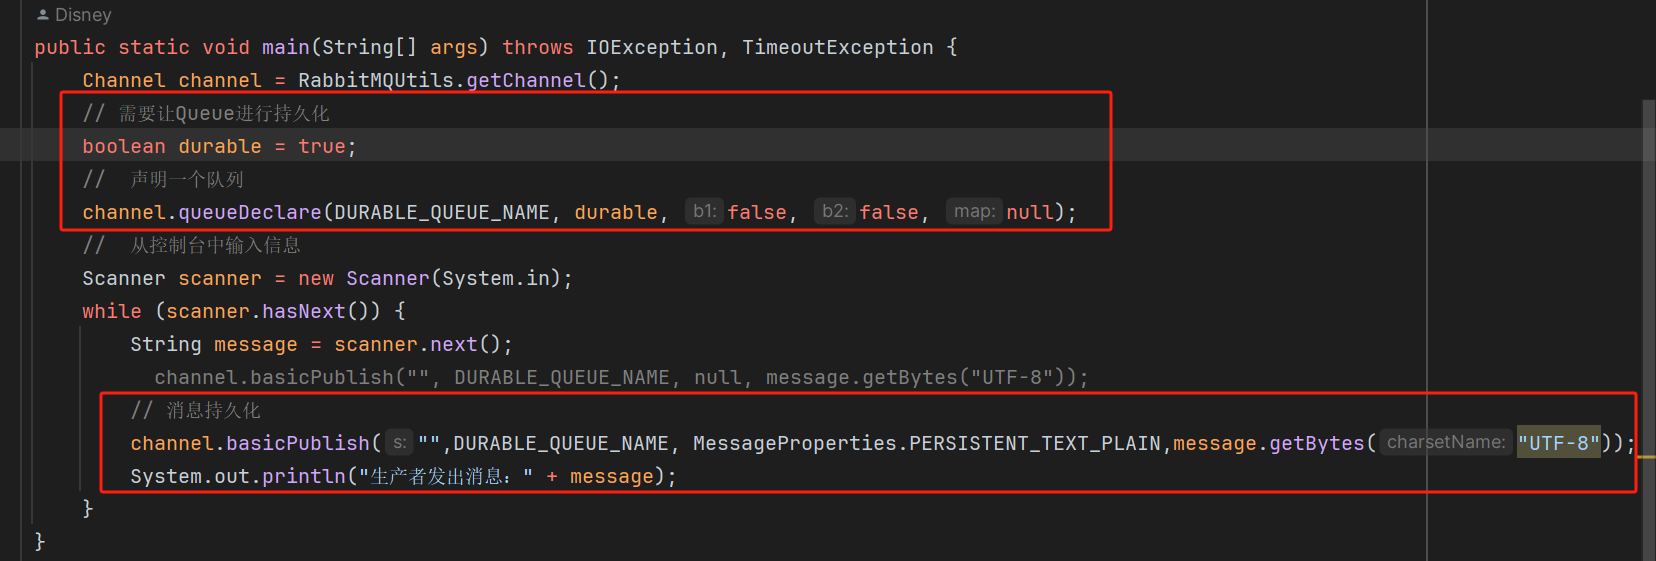 Disney
public static void main(String[] args) throws IOException, TimeoutException {
Channel channel = RabbitMQUtils.getChannel();
// 需要让Queue进行持久化
boolean durable = true;
// 声明一个队列
channel.queueDeclare(DURABLE_QUEUE_NAME, durable, b1: false, b2: false, map: null);
// 从控制台中输入信息
Scanner scanner = new Scanner(System.in);
while (scanner.hasNext()) {
String message = scanner.next();
channel.basicPublish("", DURABLE_QUEUE_NAME, null, message.getBytes("UTF-8"));
// 消息持久化
channel.basicPublish( s: "",DURABLE_QUEUE_NAME, MessageProperties.PERSISTENT_TEXT_PLAIN,message.getBytes( charsetName: "UTF-8"));
System.out.println("生产者发出消息：" + message);
}
}